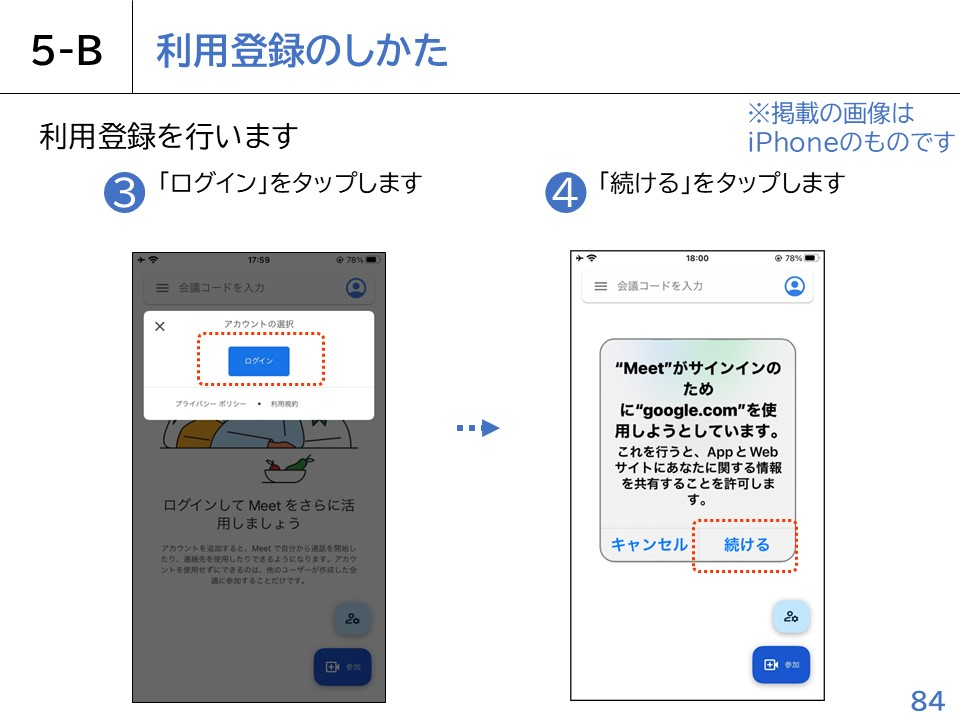 5-B
利用登録のしかた
利用登録を行います
※掲載の画像は
iPhoneのものです
3
「ログイン」をタップします
4
「続ける」をタップします
17:59
78%
会議コードを入力
アカウントの選択
ログイン
プライバシー ポリシー • 利用規約
ログインして Meet をさらに活
用しましょう
アカウントを追加すると、Meet で自分から通話を開始し
たり、連絡先を使用したりできるようになります。アカウ
ントを使用せずにできるのは、他のユーザーが作成した会
議に参加することだけです。
参加
18:00
78%
会議コードを入力
“Meet”がサインインの
ため
に“google.com”を使
用しようとしています。
これを行うと、AppとWeb
サイトにあなたに関する情報
を共有することを許可しま
す。
キャンセル
続ける
参加
84